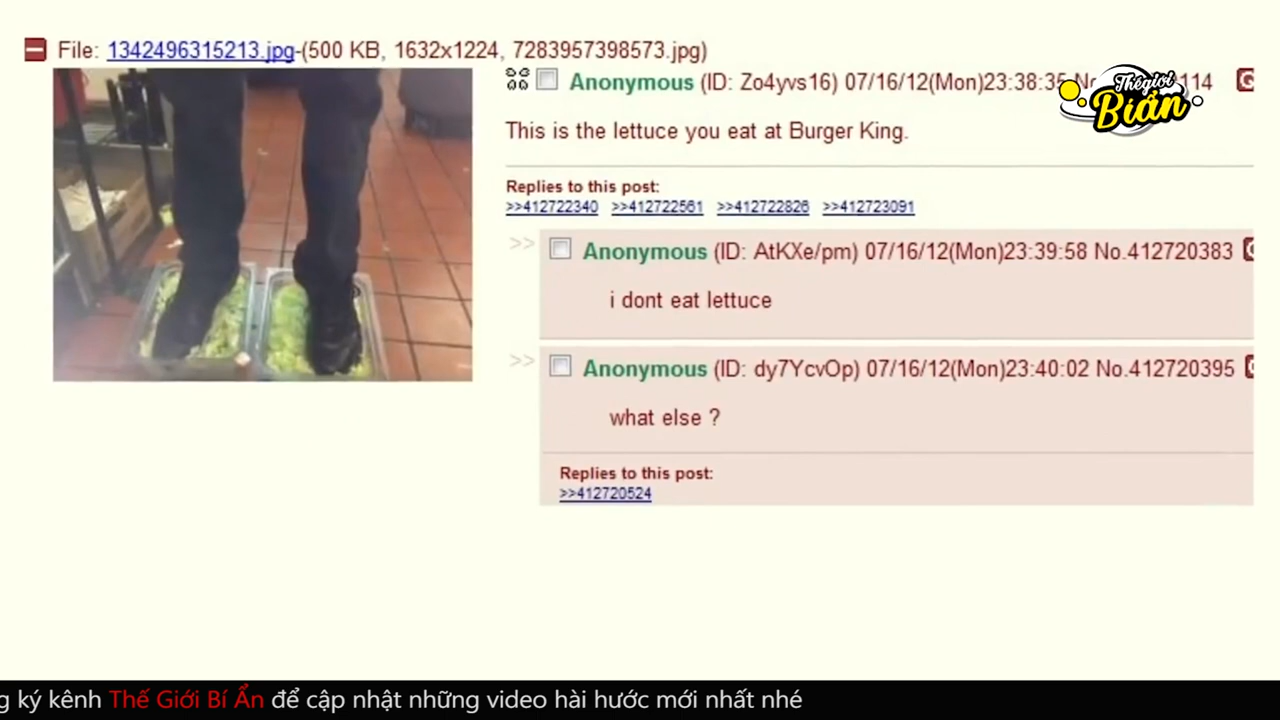 File: 1342496315213.jpg-(500 KB, 1632x1224, 7283957398573.jpg)
Anonymous (ID: Zo4yvs16) 07/16/12(Mon)23:38:35 114
Thế giới
Bí ẩn
This is the lettuce you eat at Burger King.
Replies to this post:
>>412722340 >>412722561 >>412722826 >>412723091
>> Anonymous (ID: AtKXe/pm) 07/16/12(Mon)23:39:58 No.412720383
i dont eat lettuce
>> Anonymous (ID: dy7YcvOp) 07/16/12(Mon)23:40:02 No.412720395
what else ?
Replies to this post:
>>412720524
g ký kênh Thế Giới Bí Ẩn để cập nhật những video hài hước mới nhất nhé